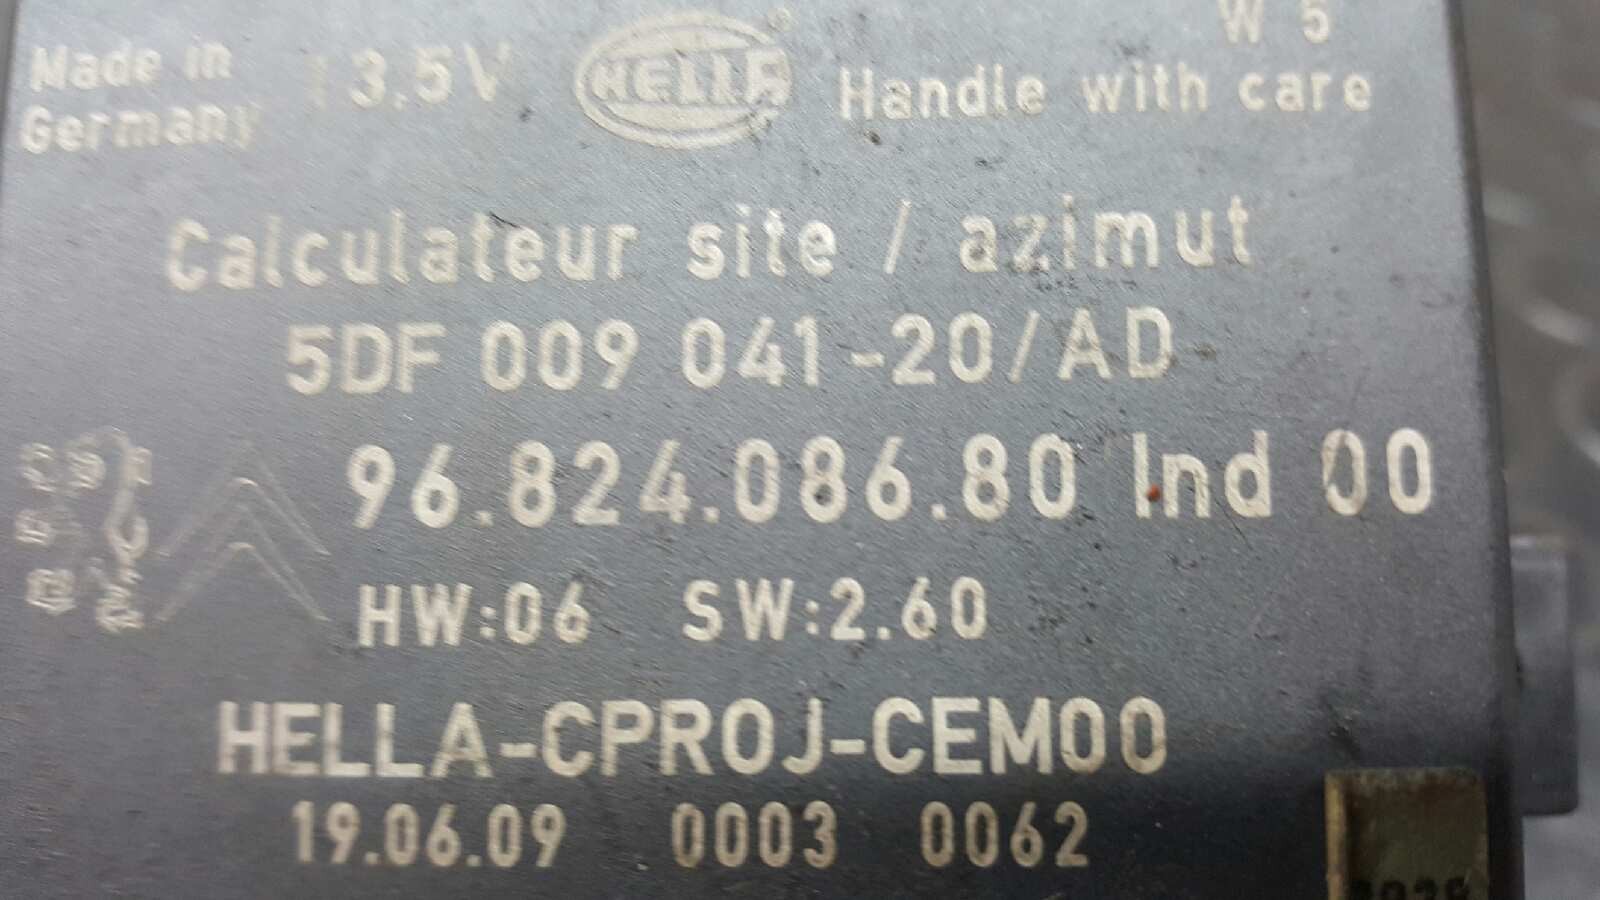 W 5
Made in
Germany
13,5V
HELLA
Handle with care
Calculateur site / azimut
5DF 009 041-20/AD
96.824.086.80 Ind 00
HW:06 SW:2.60
HELLA-CPROJ-CEM00
19.06.09 0003 0062